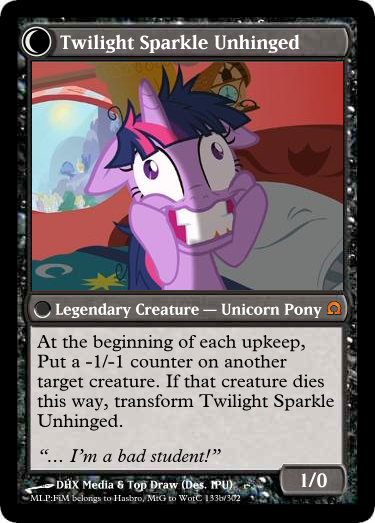 Twilight Sparkle Unhinged
Legendary Creature — Unicorn Pony
At the beginning of each upkeep,
Put a -1/-1 counter on another
target creature. If that creature dies
this way, transform Twilight Sparkle
Unhinged.
“... I’m a bad student!”
DHX Media & Top Draw (Des. IPU)
MLP:FiM belongs to Hasbro, MtG to WotC 133b/302
1/0